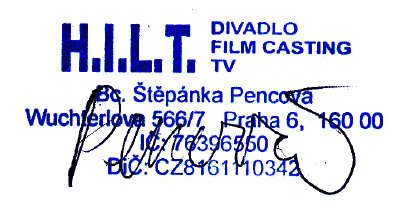 H.I.L.T. DIVADLO
FILM CASTING
TV
Bc. Štěpánka Pencová
Wuchterlova 566/7 Praha 6, 160 00
IČ: 76396550
DIČ: CZ8161110342